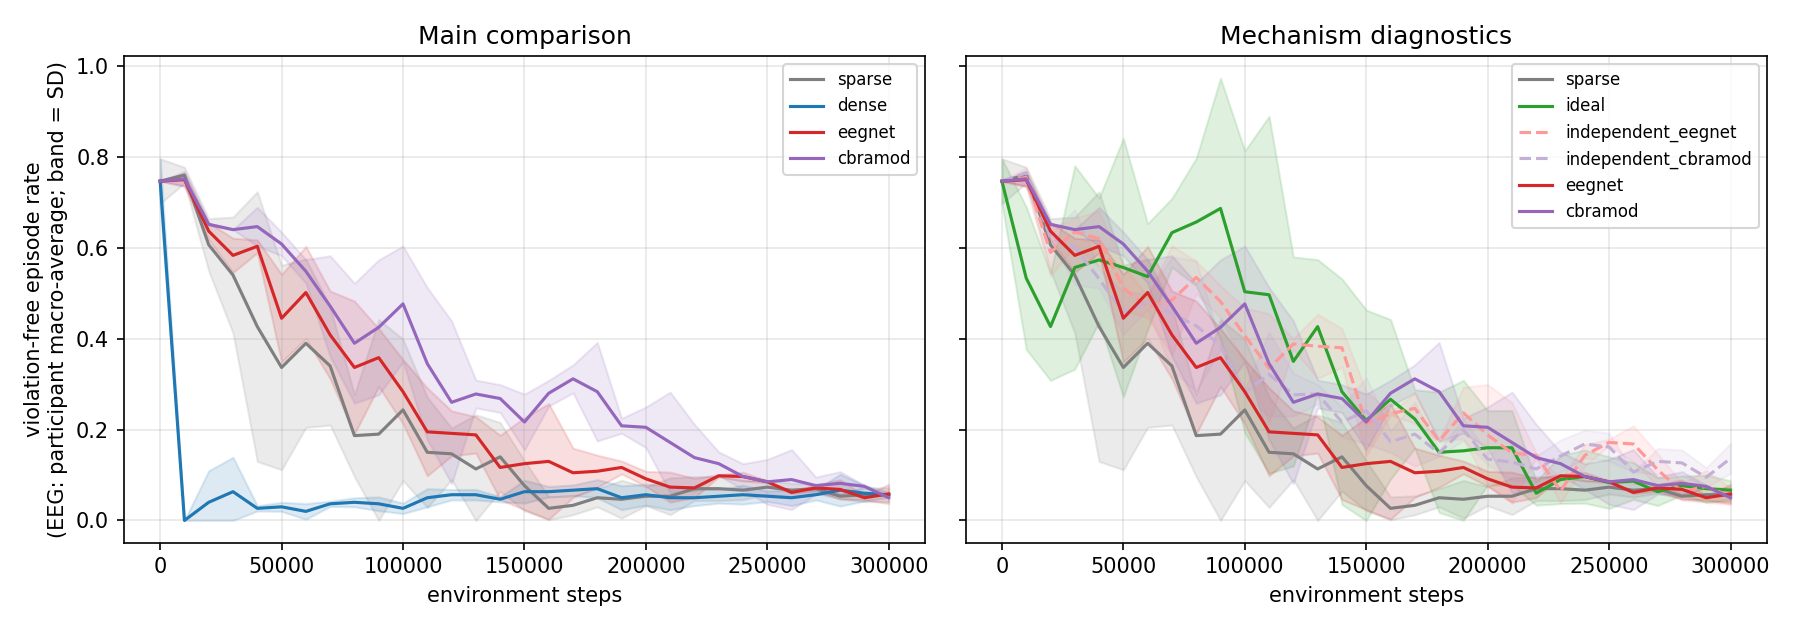 Main comparison
violation-free episode rate
(EEG: participant macro-average; band = SD)
1.0
0.8
0.6
0.4
0.2
0.0
sparse
dense
eegnet
cbramod
0 50000 100000 150000 200000 250000 300000
environment steps
Mechanism diagnostics
sparse
ideal
independent_eegnet
independent_cbramod
eegnet
cbramod
0 50000 100000 150000 200000 250000 300000
environment steps